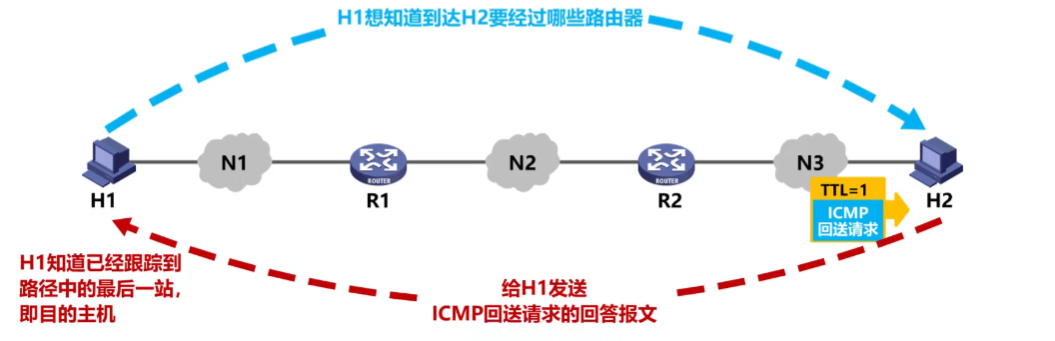 H1想知道到达H2要经过哪些路由器
N1
N2
N3
ROUTER
ROUTER
TTL=1
H1
R1
R2
ICMP
回送请求
H2
H1知道已经跟踪到
路径中的最后一站，
即目的主机
给H1发送
ICMP回送请求的回答报文